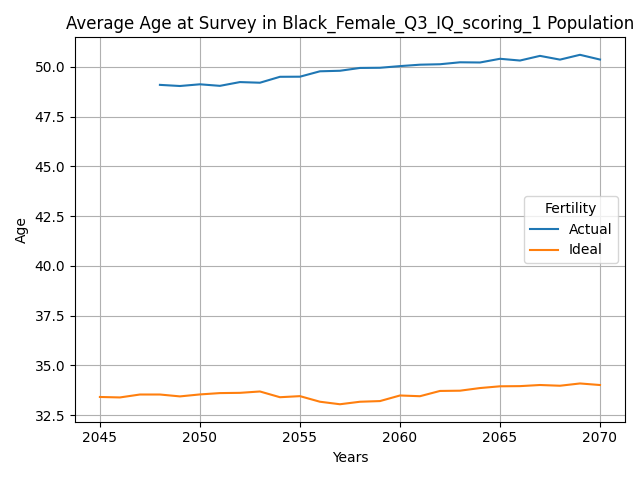 Average Age at Survey in Black_Female_Q3_IQ_scoring_1 Population
Age
50.0
47.5
45.0
42.5
40.0
37.5
35.0
32.5
Fertility
Actual
Ideal
2045 2050 2055 2060 2065 2070
Years